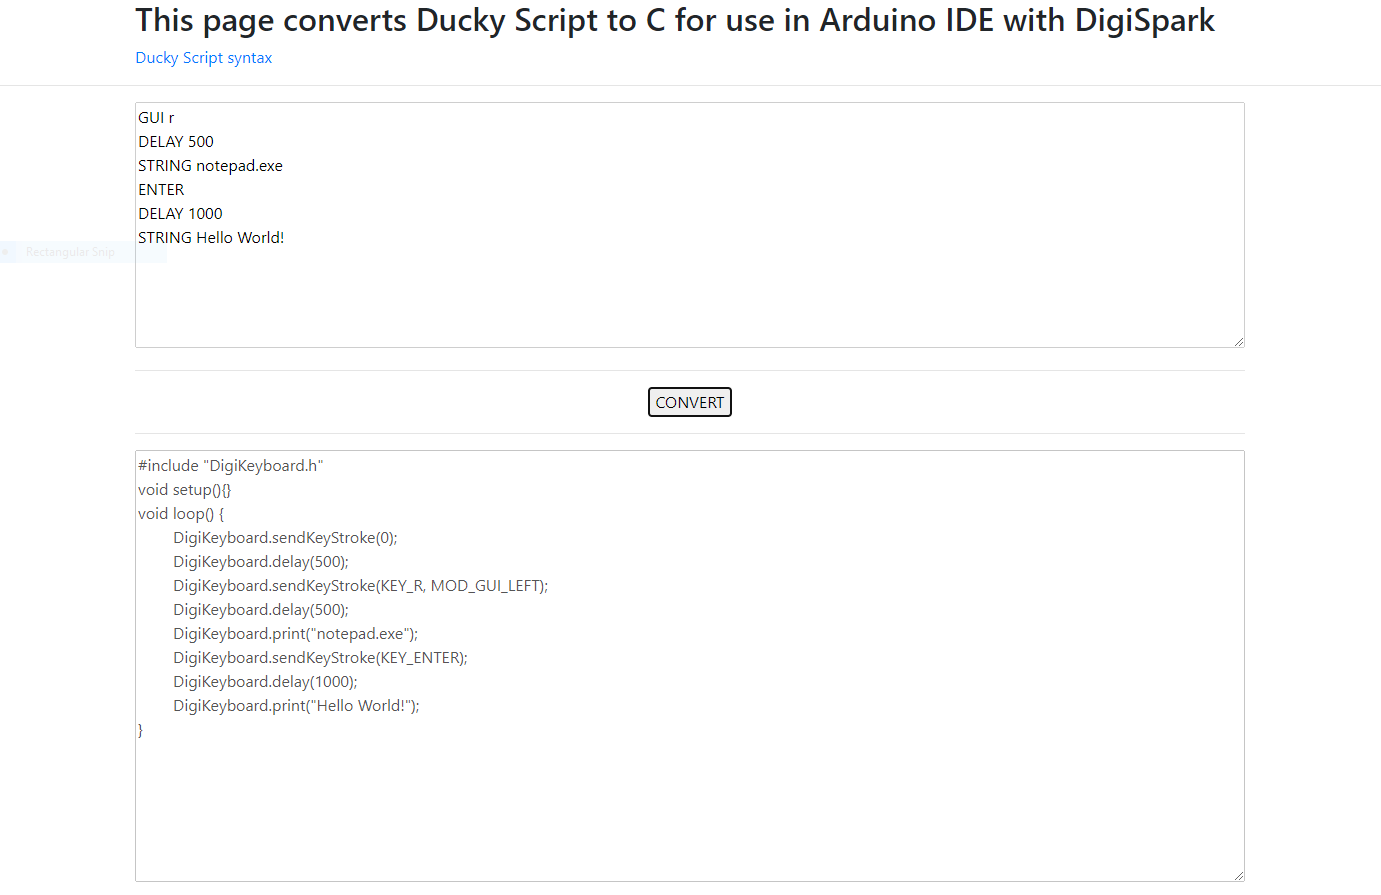 This page converts Ducky Script to C for use in Arduino IDE with DigiSpark
Ducky Script syntax
GUI r
DELAY 500
STRING notepad.exe
ENTER
DELAY 1000
STRING Hello World!
Rectangular Snip
CONVERT
#include "DigiKeyboard.h"
void setup(){}
void loop() {
DigiKeyboard.sendKeyStroke(0);
DigiKeyboard.delay(500);
DigiKeyboard.sendKeyStroke(KEY_R, MOD_GUI_LEFT);
DigiKeyboard.delay(500);
DigiKeyboard.print("notepad.exe");
DigiKeyboard.sendKeyStroke(KEY_ENTER);
DigiKeyboard.delay(1000);
DigiKeyboard.print("Hello World!");
}